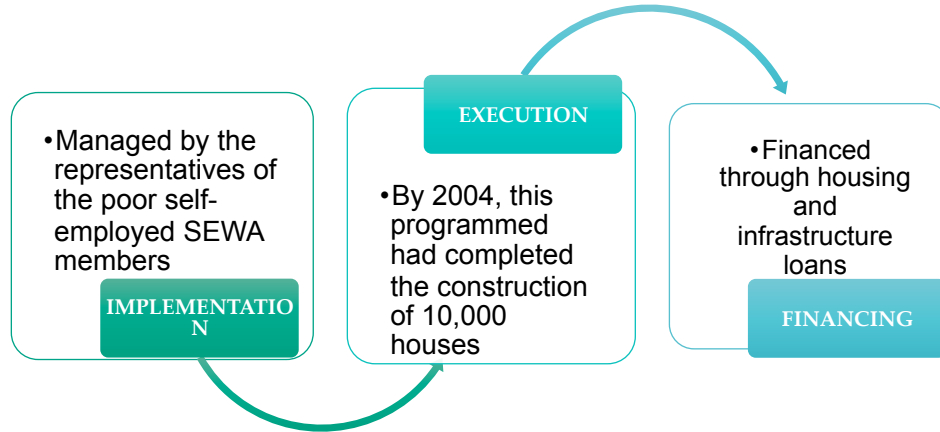 •Managed by the
representatives of
the poor self-
employed SEWA
members
IMPLEMENTATIO
N
EXECUTION
•By 2004, this
programmed
had completed
the construction
of 10,000
houses
•Financed
through housing
and
infrastructure
loans
FINANCING